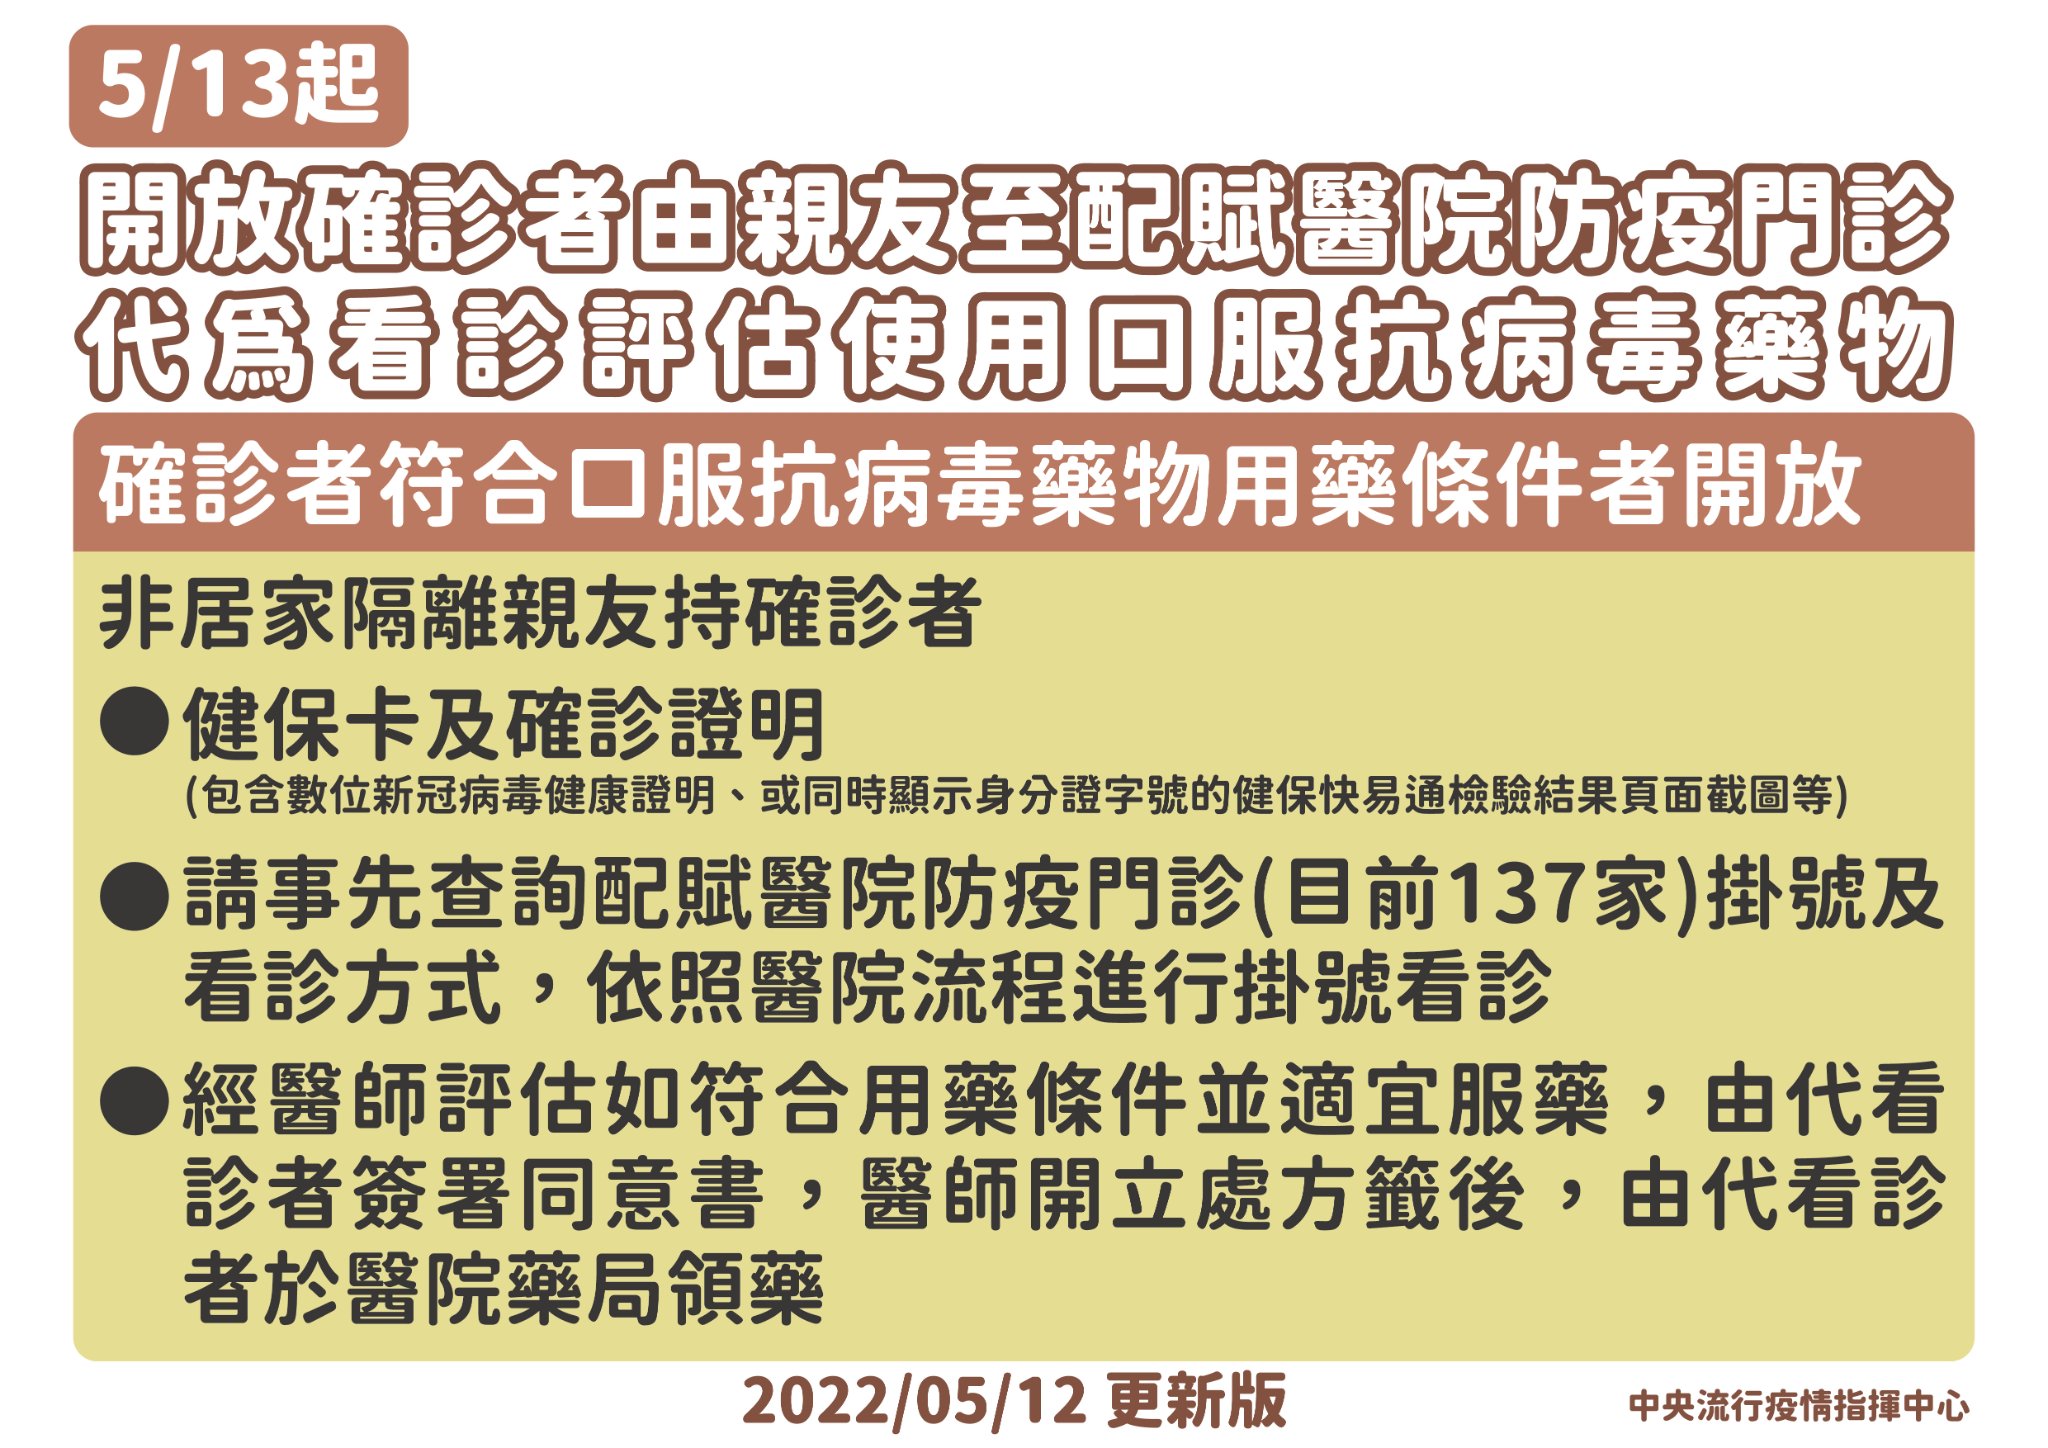 5/13起
開放確診者由親友至配賦醫院防疫門診
代為看診評估使用口服抗病毒藥物
確診者符合口服抗病毒藥物用藥條件者開放
非居家隔離親友持確診者
●健保卡及確診證明
(包含數位新冠病毒健康證明、或同時顯示身分證字號的健保快易通檢驗結果頁面截圖等)
●請事先查詢配賦醫院防疫門診(目前137家)掛號及
看診方式，依照醫院流程進行掛號看診
●經醫師評估如符合用藥條件並適宜服藥，由代看
診者簽署同意書，醫師開立處方籤後，由代看診
者於醫院藥局領藥
2022/05/12 更新版
中央流行疫情指揮中心